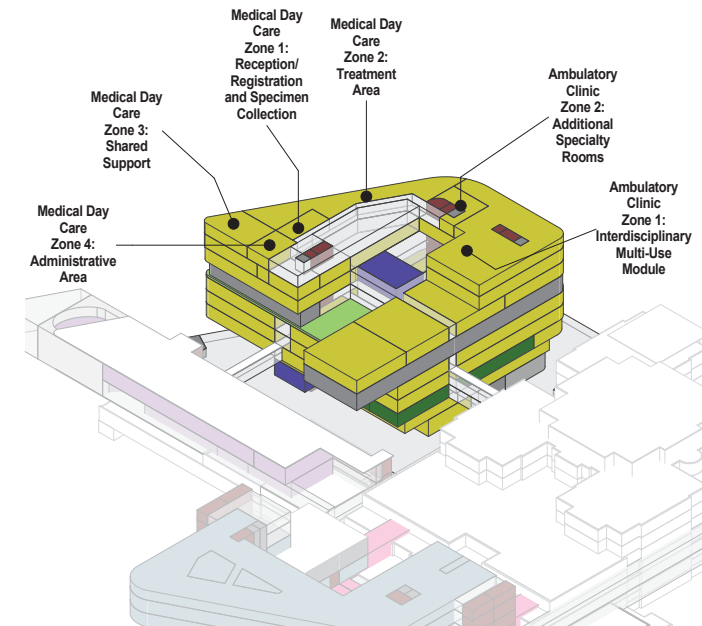 Medical Day
Care
Zone 1:
Reception/
Registration
and Specimen
Collection
Medical Day
Care
Zone 2:
Treatment
Area
Ambulatory
Clinic
Zone 2:
Additional
Specialty
Rooms
Medical Day
Care
Zone 3:
Shared
Support
Ambulatory
Clinic
Zone 1:
Interdisciplinary
Multi-Use
Module
Medical Day
Care
Zone 4:
Administrative
Area